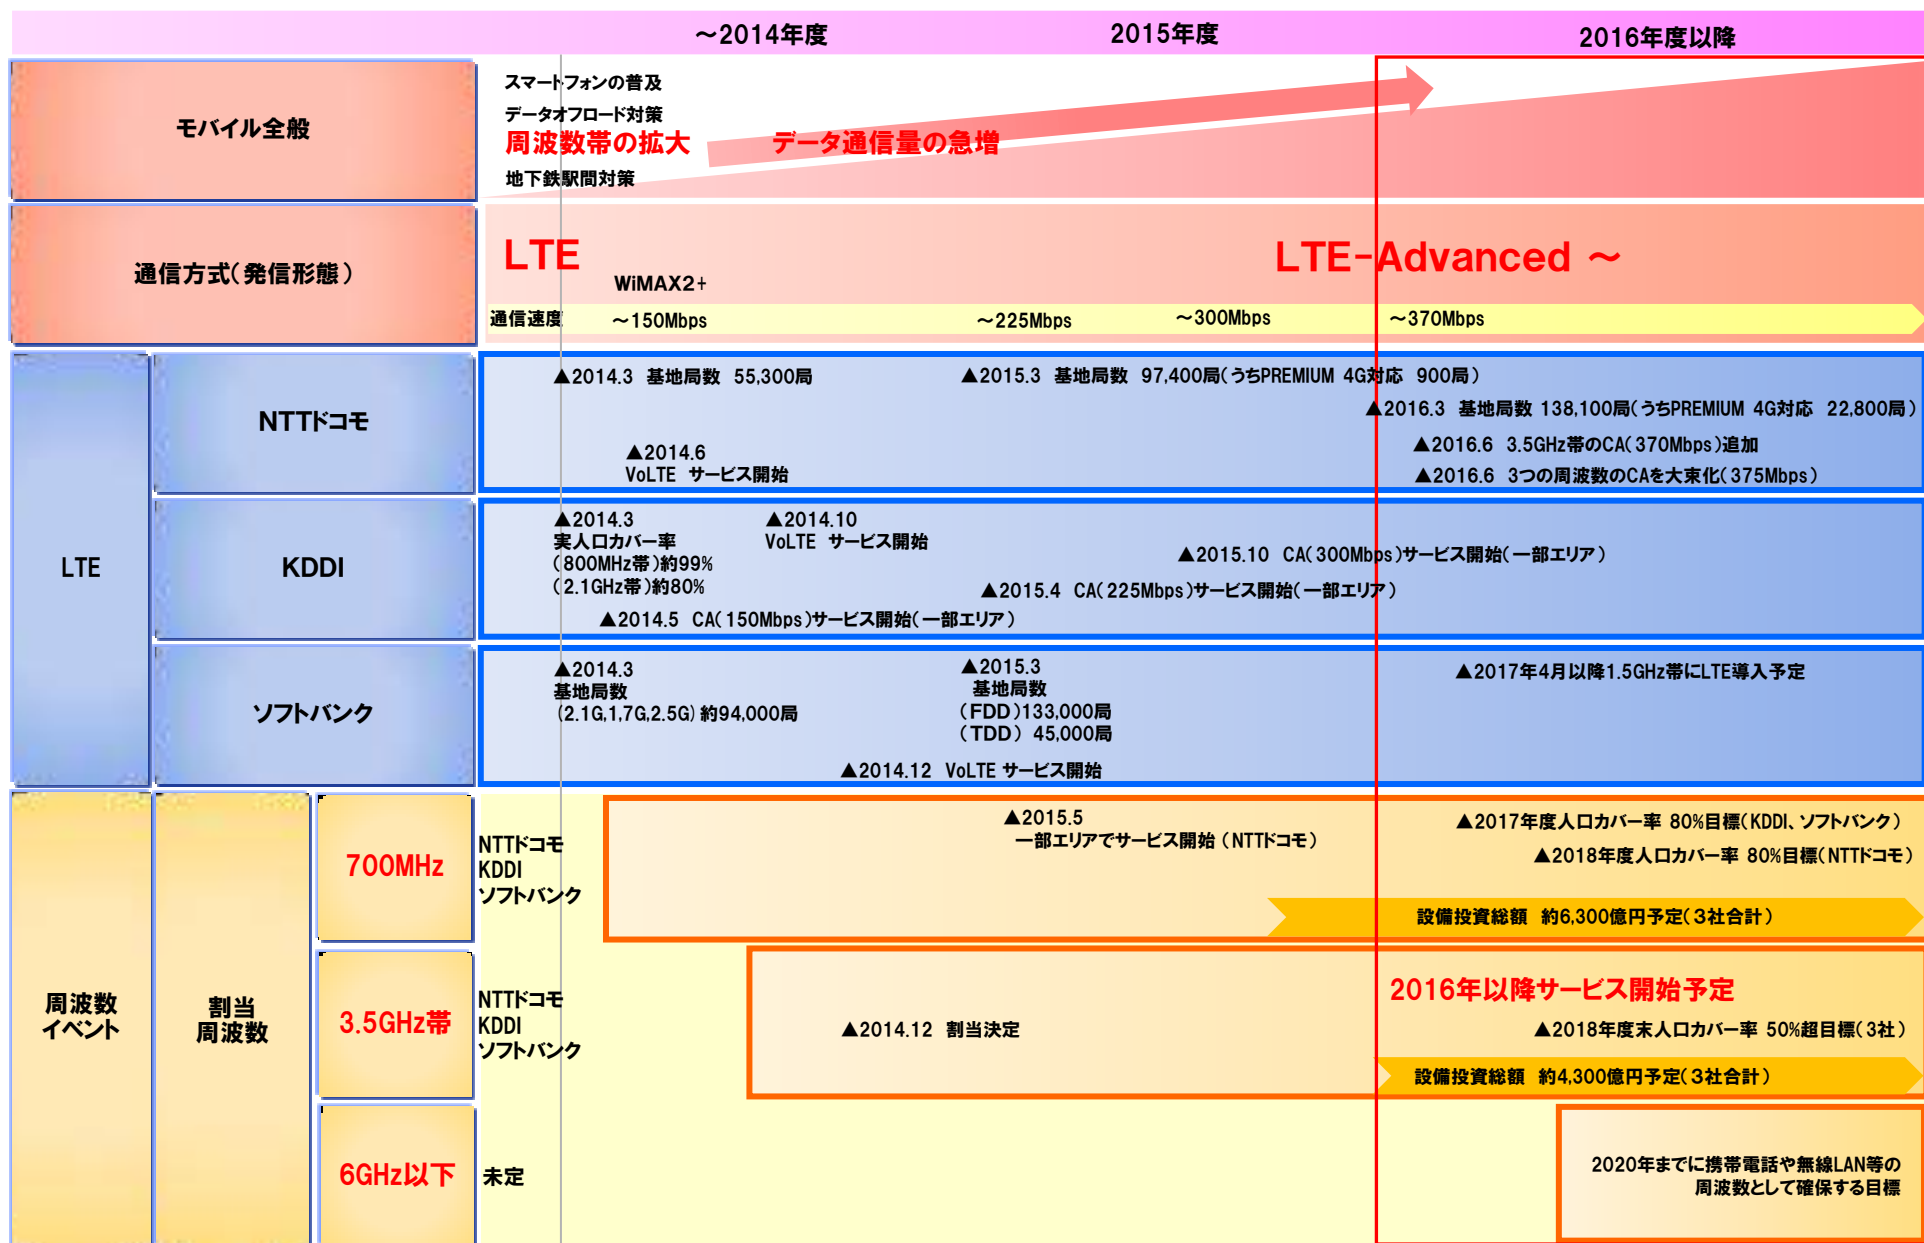 ～2014年度
2015年度
2016年度以降
モバイル全般
スマートフォンの普及
データオフロード対策
周波数帯の拡大
データ通信量の急増
地下鉄駅間対策
通信方式(発信形態)
LTE
WiMAX2+
LTE-Advanced ～
通信速度
～150Mbps
～225Mbps
～300Mbps
～370Mbps
LTE
NTTドコモ
▲2014.3 基地局数 55,300局
▲2015.3 基地局数 97,400局(うちPREMIUM 4G対応 900局)
▲2016.3 基地局数 138,100局(うちPREMIUM 4G対応 22,800局)
▲2014.6
VoLTE サービス開始
▲2016.6 3.5GHz帯のCA(370Mbps)追加
▲2016.6 3つの周波数のCAを大束化(375Mbps)
KDDI
▲2014.3
実人口カバー率
(800MHz帯)約99%
(2.1GHz帯)約80%
▲2014.10
VoLTE サービス開始
▲2015.10 CA(300Mbps)サービス開始(一部エリア)
▲2015.4 CA(225Mbps)サービス開始(一部エリア)
▲2014.5 CA(150Mbps)サービス開始(一部エリア)
ソフトバンク
▲2014.3
基地局数
(2.1G,1,7G,2.5G)約94,000局
▲2015.3
基地局数
(FDD)133,000局
(TDD) 45,000局
▲2017年4月以降1.5GHz帯にLTE導入予定
▲2014.12 VoLTE サービス開始
周波数
イベント
割当
周波数
700MHz
NTTドコモ
KDDI
ソフトバンク
▲2015.5
一部エリアでサービス開始(NTTドコモ)
▲2017年度人口カバー率 80%目標(KDDI、ソフトバンク)
▲2018年度人口カバー率 80%目標(NTTドコモ)
設備投資総額 約6,300億円予定(3社合計)
3.5GHz帯
NTTドコモ
KDDI
ソフトバンク
▲2014.12 割当決定
2016年以降サービス開始予定
▲2018年度末人口カバー率 50%超目標(3社)
設備投資総額 約4,300億円予定(3社合計)
6GHz以下
未定
2020年までに携帯電話や無線LAN等の
周波数として確保する目標